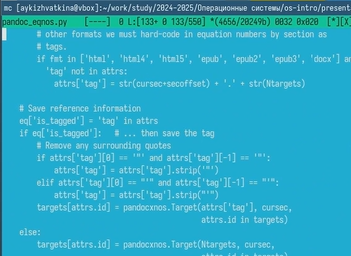 mc [aykizhvatkina@vbox]:~/work/study/2024-2025/Операционные системы/os-intro/present
pandoc_eqnos.py [----] 0 L:[133+ 0 133/550] *(4656/20249b) 0032 0x020 [*][X]
# other formats we must hard-code in equation numbers by section as
# tags.
if fmt in ['html', 'html4', 'html5', 'epub', 'epub2', 'epub3', 'docx'] a
'tag' not in attrs:
attrs['tag'] = str(cursec+secoffset) + '.' + str(Ntargets)
# Save reference information
eq['is_tagged'] = 'tag' in attrs
if eq['is_tagged']: # ... then save the tag
# Remove any surrounding quotes
if attrs['tag'][0] == '"' and attrs['tag'][-1] == '"':
attrs['tag'] = attrs['tag'].strip('"')
elif attrs['tag'][0] == "'" and attrs['tag'][-1] == "'":
attrs['tag'] = attrs['tag'].strip("'")
targets[attrs.id] = pandocxnos.Target(attrs['tag'], cursec,
attrs.id in targets)
else:
targets[attrs.id] = pandocxnos.Target(Ntargets, cursec,
attrs.id in targets)